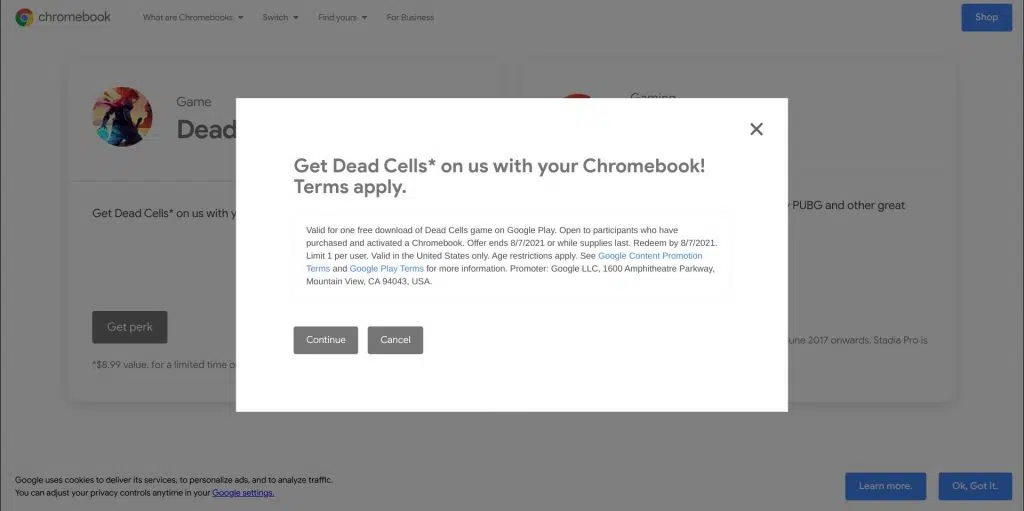 chromebook
What are Chromebooks
Switch
Find yours
For Business
Shop
Game
Dead
Gaming
Get Dead Cells* on us with y
PUBG and other great
Get perk
*$8.99 value. for a limited time o
une 2017 onwards. Stadia Pro is
Get Dead Cells* on us with your Chromebook!
Terms apply.
Valid for one free download of Dead Cells game on Google Play. Open to participants who have
purchased and activated a Chromebook. Offer ends 8/7/2021 or while supplies last. Redeem by 8/7/2021.
Limit 1 per user. Valid in the United States only. Age restrictions apply. See Google Content Promotion
Terms and Google Play Terms for more information. Promoter: Google LLC, 1600 Amphitheatre Parkway,
Mountain View, CA 94043, USA.
Continue
Cancel
Google uses cookies to deliver its services, to personalize ads, and to analyze traffic.
You can adjust your privacy controls anytime in your Google settings.
Learn more.
Ok, Got it.